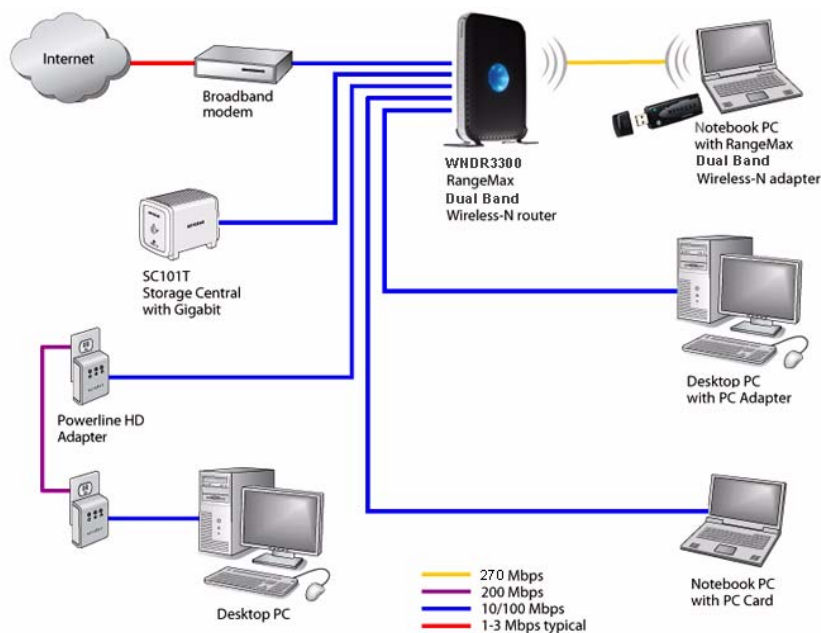 Internet
Broadband
modem
WNDR3300
RangeMax
Dual Band
Wireless-N router
Notebook PC
with RangeMax
Dual Band
Wireless-N adapter
SC101T
Storage Central
with Gigabit
Desktop PC
with PC Adapter
Powerline HD
Adapter
Desktop PC
Notebook PC
with PC Card
270 Mbps
200 Mbps
10/100 Mbps
1-3 Mbps typical